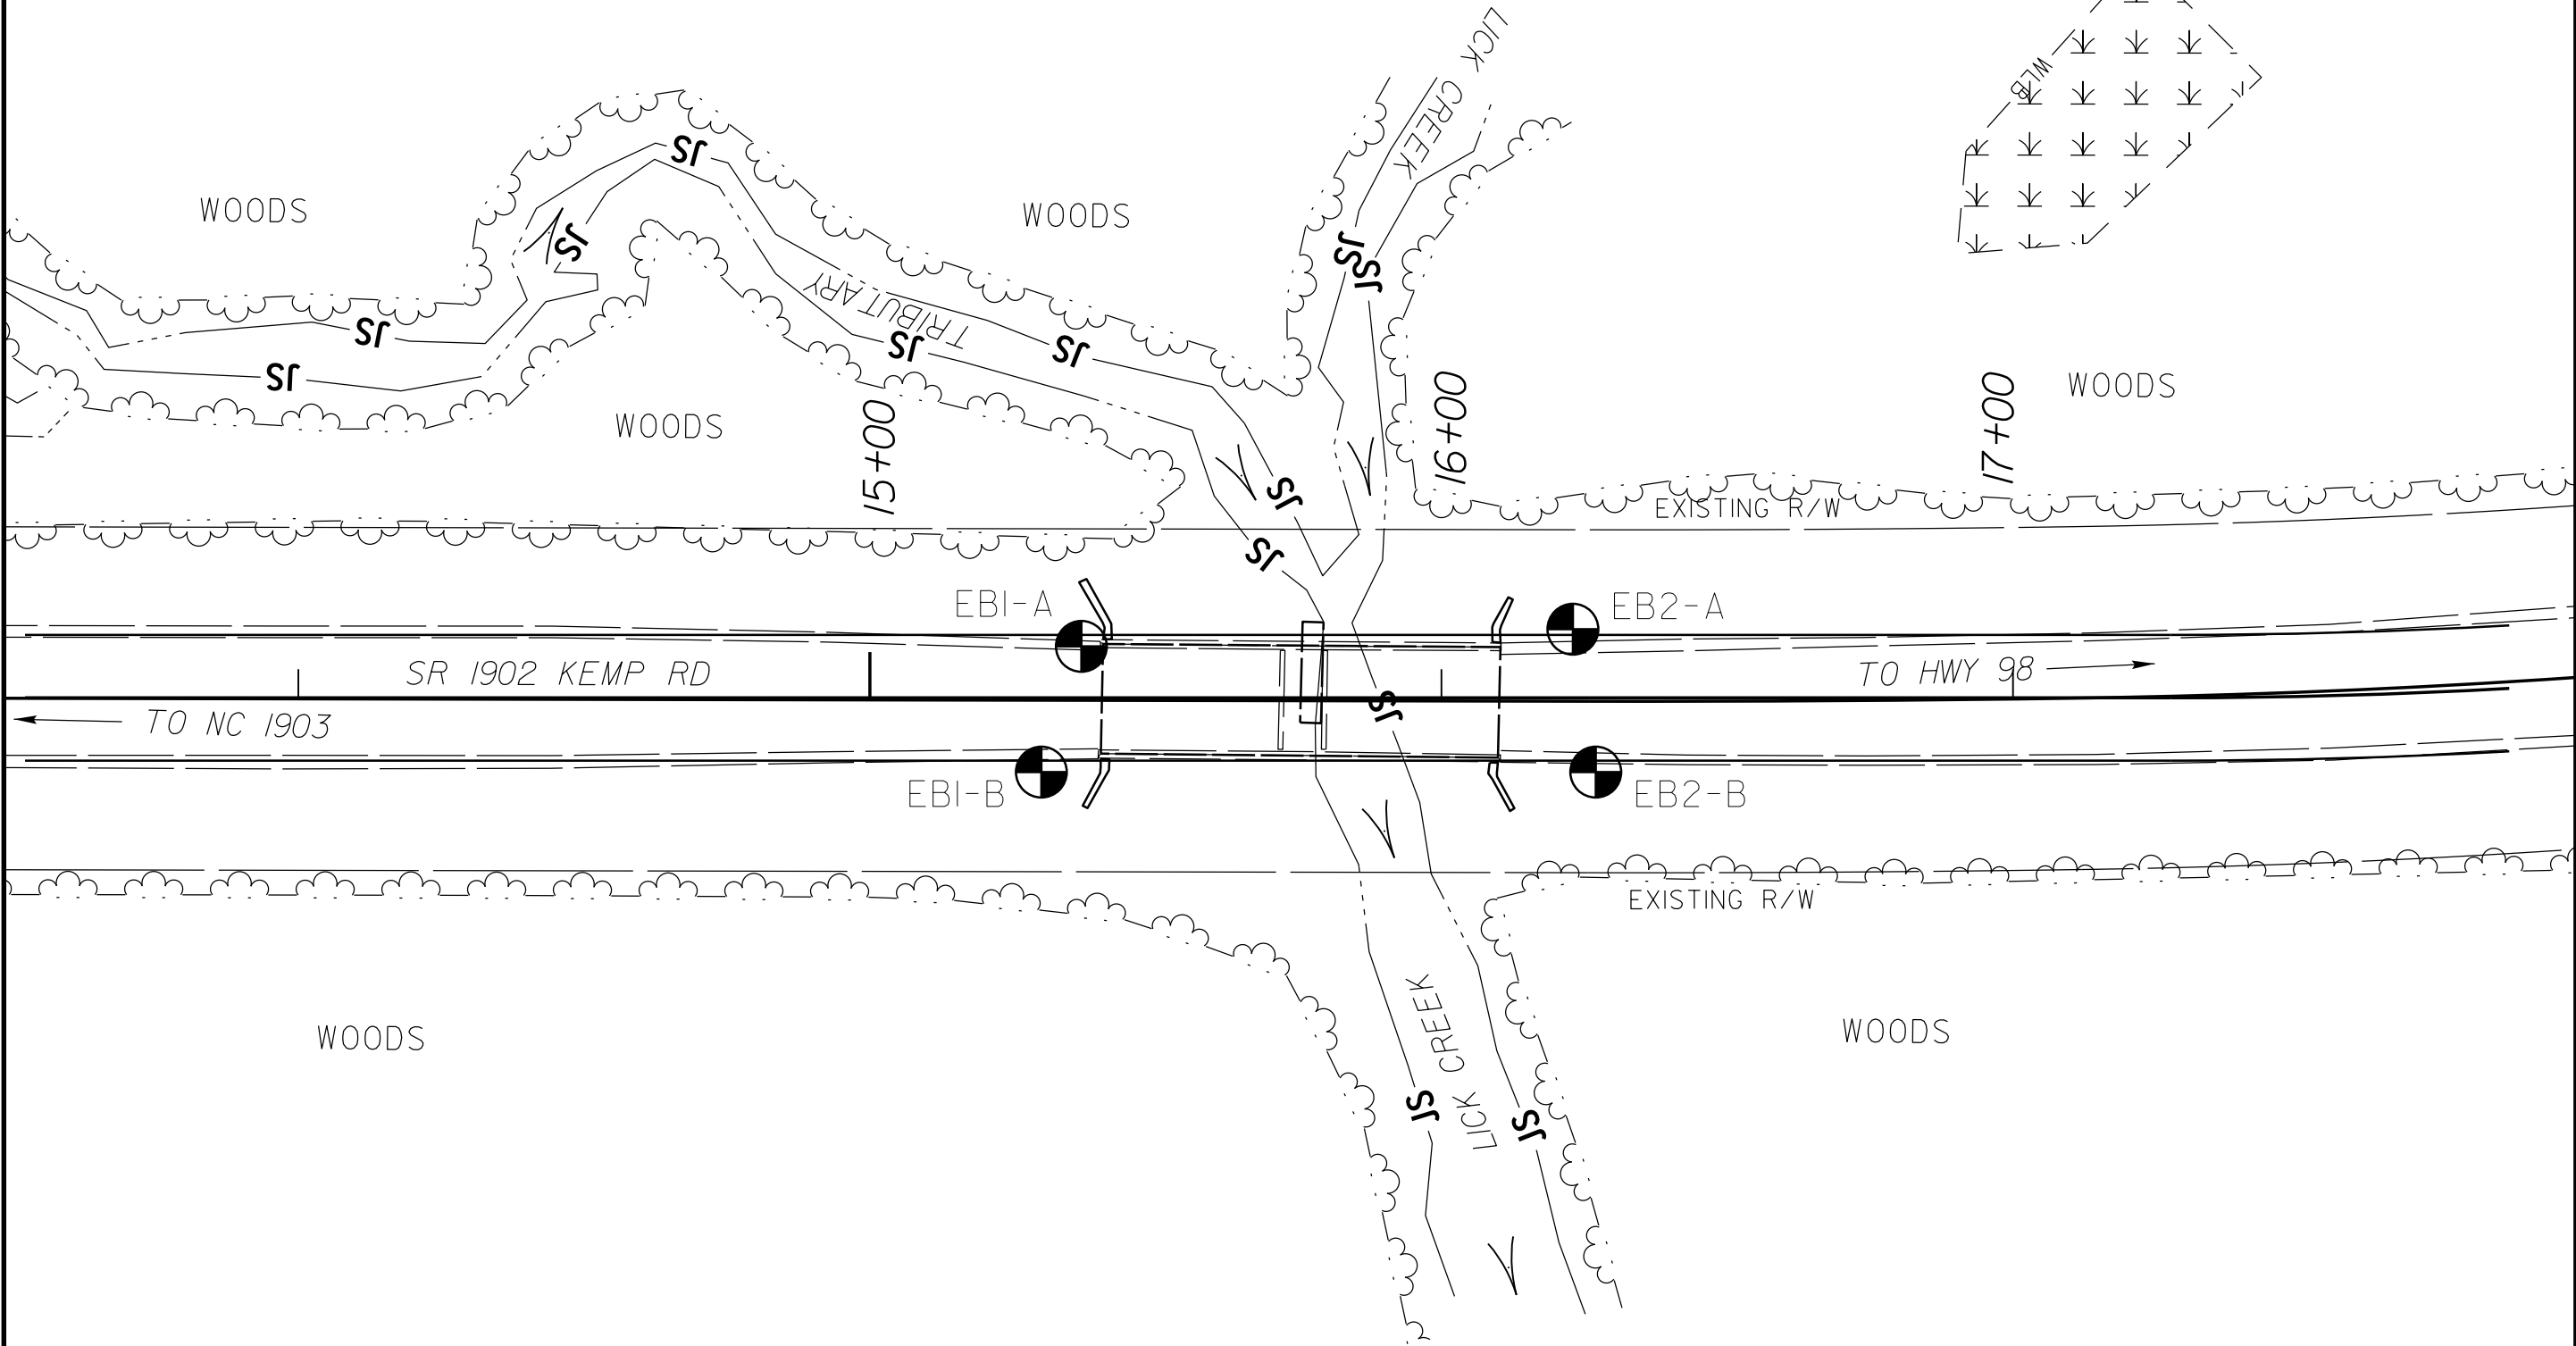 LICK CREEK
WLB
JS
WOODS
WOODS
JS
JS
JS
JS
TRIBUTARY
JS
JS
JS
JS
WOODS
WOODS
15+00
16+00
17+00
JS
EXISTING R/W
JS
EB1-A
EB2-A
SR 1902 KEMP RD
TO HWY 98
JS
TO NC 1903
EB1-B
EB2-B
EXISTING R/W
WOODS
WOODS
LICK CREEK
JS
JS